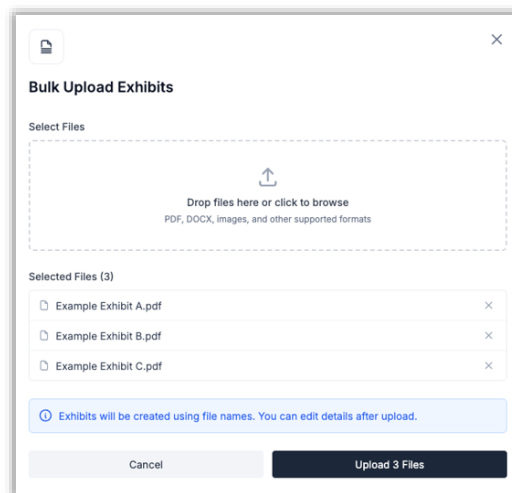 Bulk Upload Exhibits
Select Files
Drop files here or click to browse
PDF, DOCX, images, and other supported formats
Selected Files (3)
Example Exhibit A.pdf
Example Exhibit B.pdf
Example Exhibit C.pdf
Exhibits will be created using file names. You can edit details after upload.
Cancel
Upload 3 Files